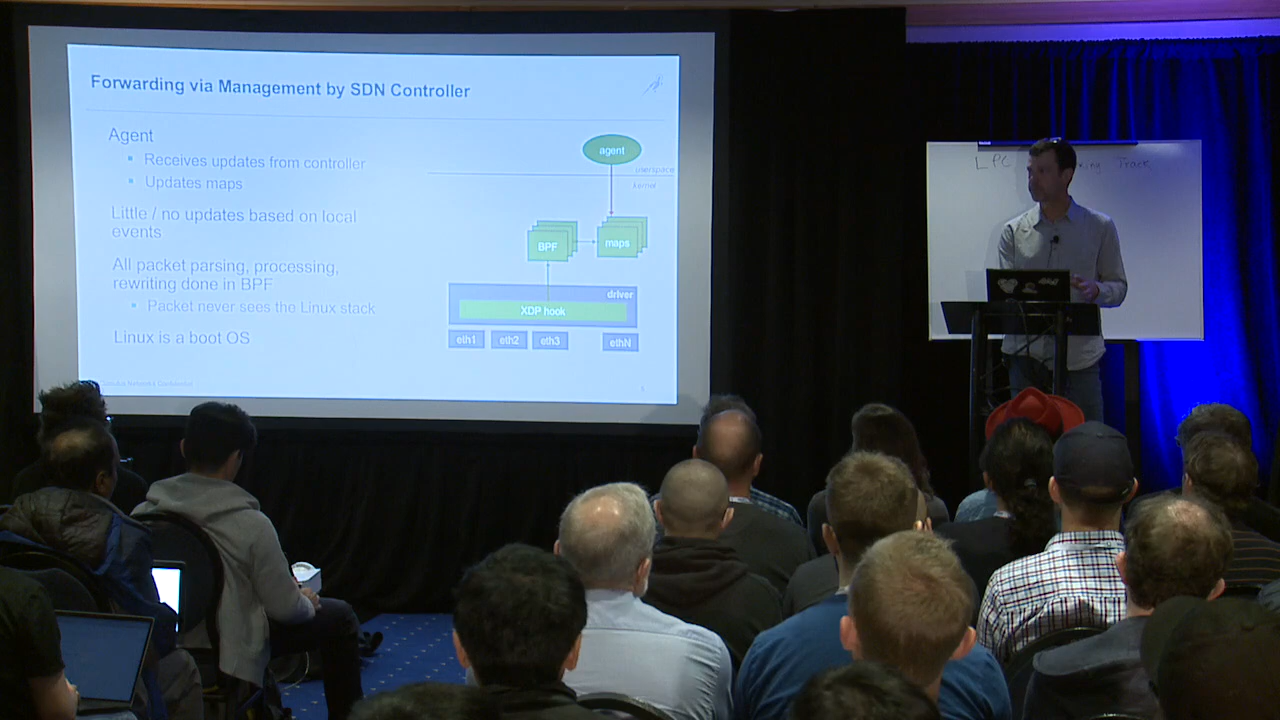 Forwarding via Management by SDN Controller
Agent
Receives updates from controller
Updates maps
Little / no updates based on local
events
All packet parsing, processing,
rewriting done in BPF
Packet never sees the Linux stack
Linux is a boot OS
agent
userspace
kernel
BPF
maps
driver
XDP hook
eth1 eth2 eth3 ethN
LPC
Track